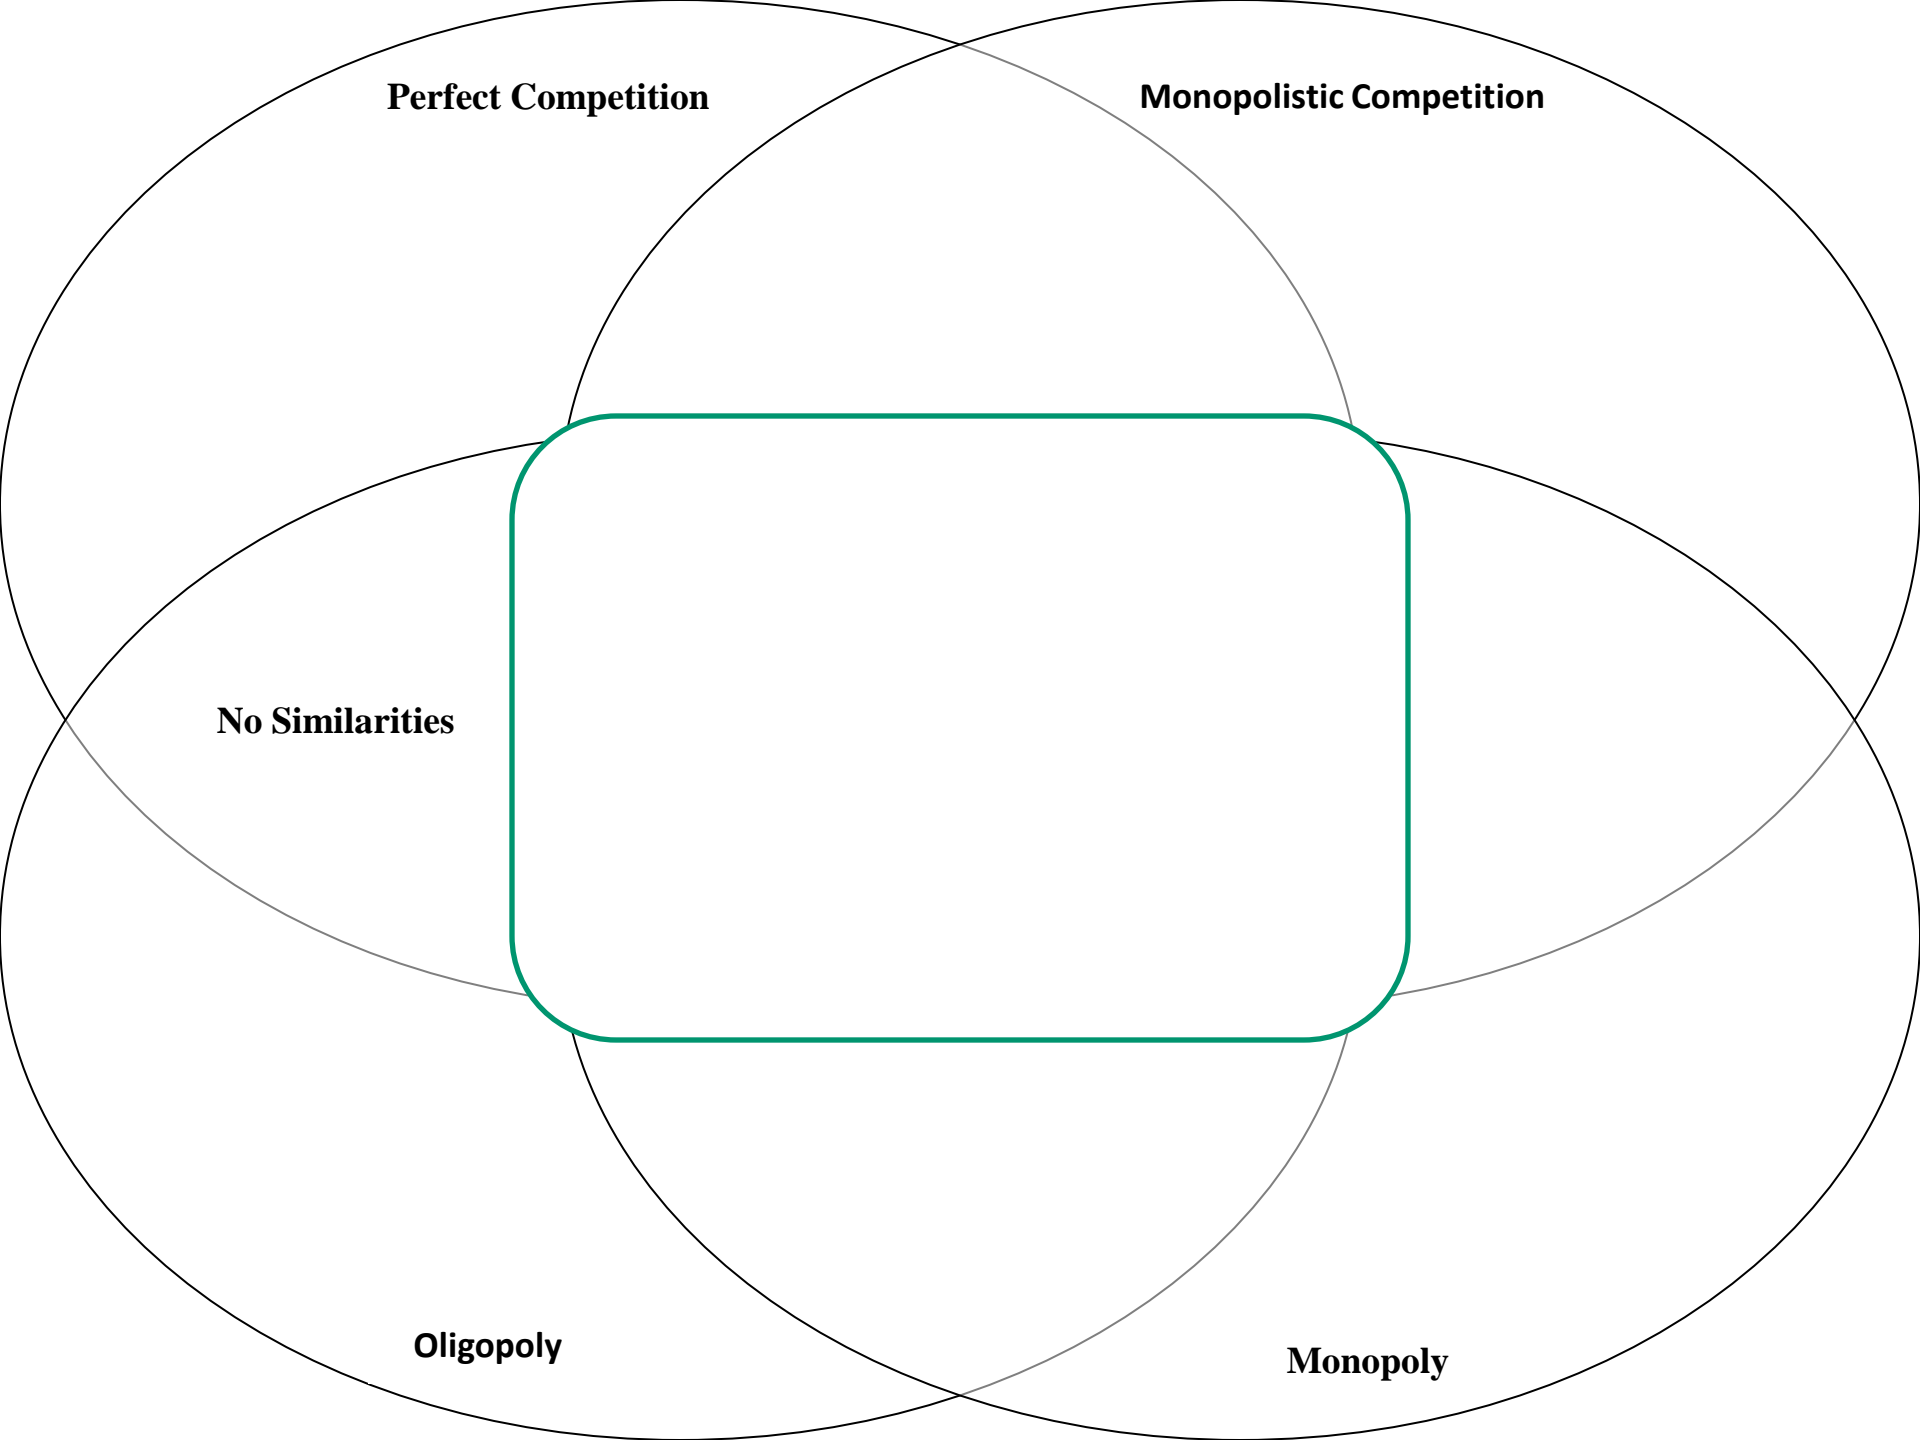 Perfect Competition
Monopolistic Competition
No Similarities
Oligopoly
Monopoly